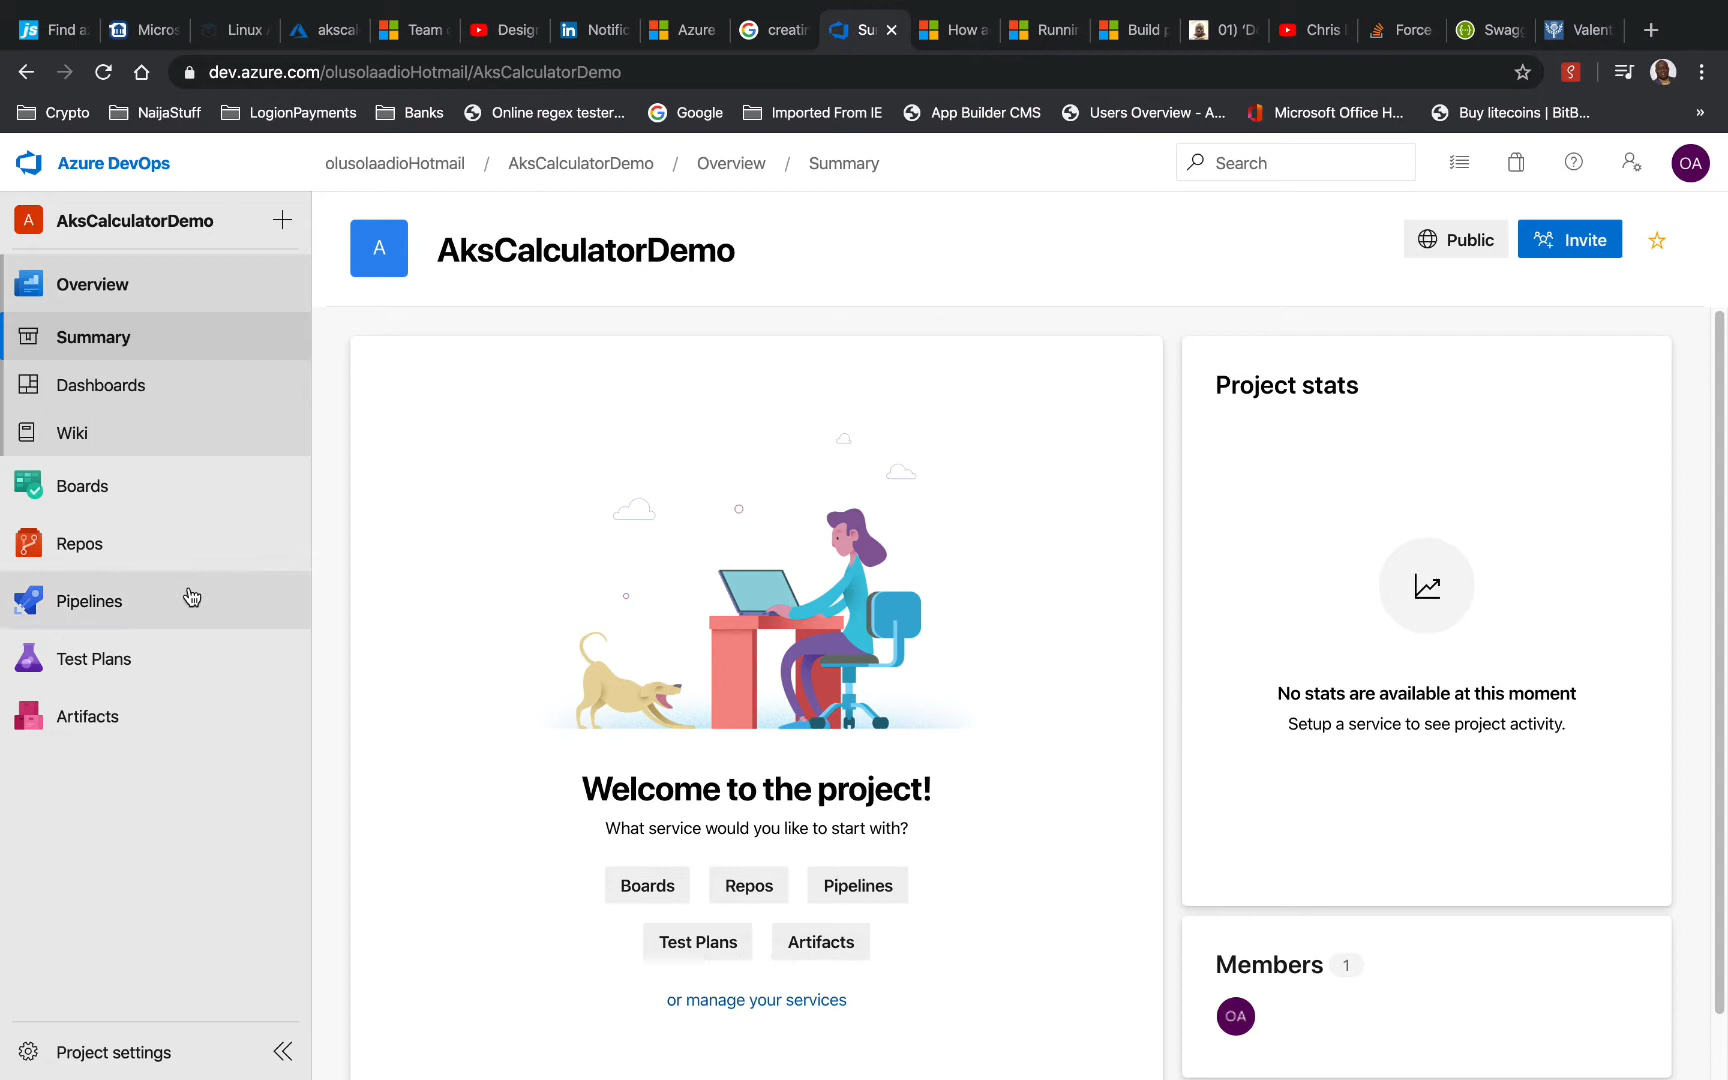 Find a
Micros
Linux
akscal
Team
Desig
Notific
Azure
creatin
Su
How a
Runnin
Build p
01) 'D
Chris
Force
Swagg
Valent
dev.azure.com/olusolaadioHotmail/AksCalculatorDemo
Crypto
NaijaStuff
LogionPayments
Banks
Online regex tester...
Google
Imported From IE
App Builder CMS
Users Overview - A...
Microsoft Office H...
Buy litecoins | BitB...
»
Azure DevOps
olusolaadioHotmail / AksCalculatorDemo / Overview / Summary
Search
OA
A
AksCalculatorDemo
Overview
Summary
Dashboards
Wiki
Boards
Repos
Pipelines
Test Plans
Artifacts
Project settings
A
AksCalculatorDemo
Public
Invite
Welcome to the project!
What service would you like to start with?
Boards
Repos
Pipelines
Test Plans
Artifacts
or manage your services
Project stats
No stats are available at this moment
Setup a service to see project activity.
Members 1
OA